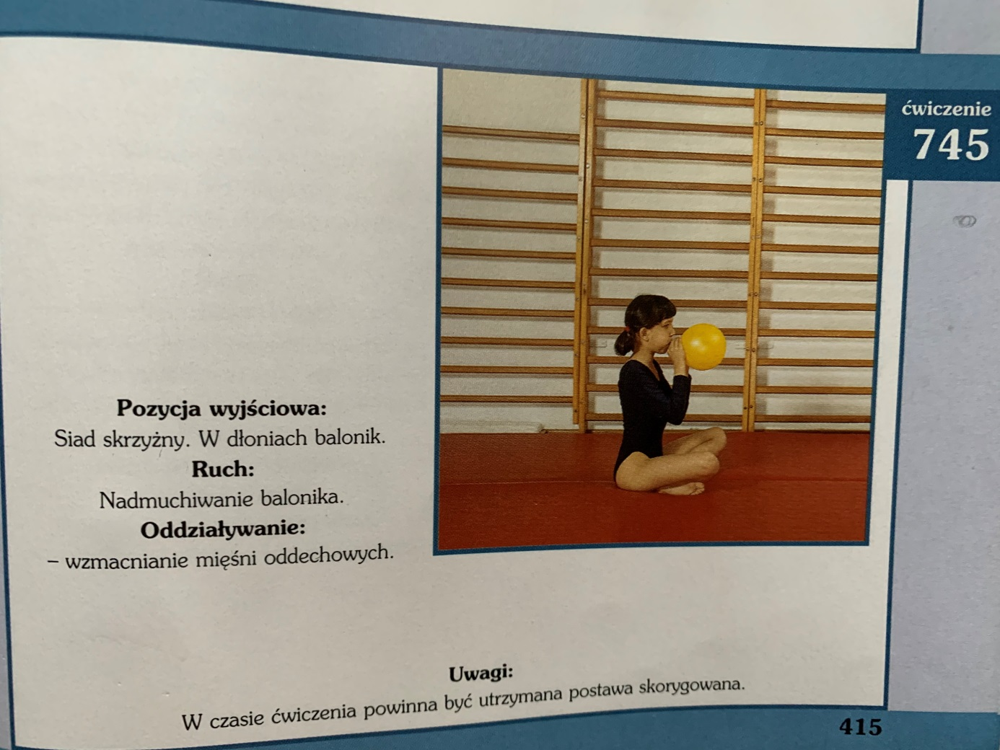 ćwiczenie
745
Pozycja wyjściowa:
Siad skrzyżny. W dłoniach balonik.
Ruch:
Nadmuchiwanie balonika.
Oddziaływanie:
– wzmacnianie mięśni oddechowych.
Uwagi:
W czasie ćwiczenia powinna być utrzymana postawa skorygowana.
415